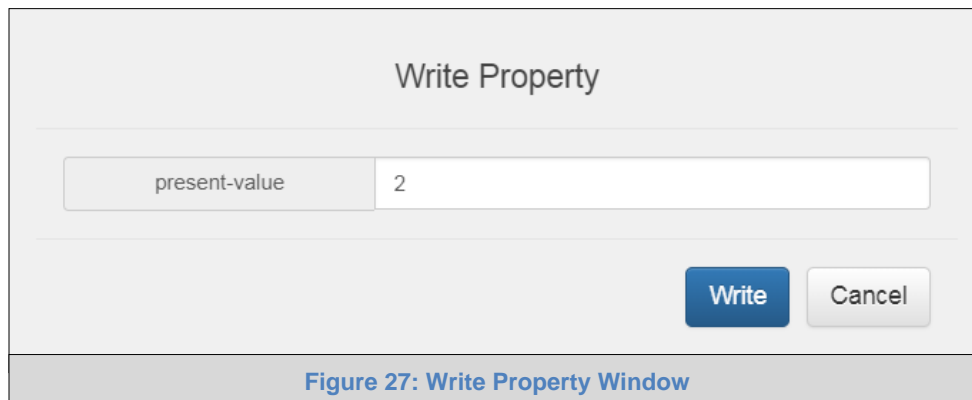 Write Property
present-value 2
Write Cancel
Figure 27: Write Property Window